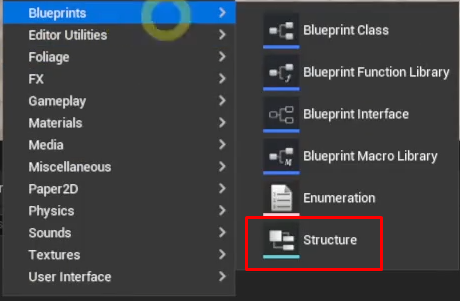 Blueprints
Editor Utilities
Foliage
FX
Gameplay
Materials
Media
Miscellaneous
Paper2D
Physics
Sounds
Textures
User Interface
Blueprint Class
Blueprint Function Library
Blueprint Interface
Blueprint Macro Library
Enumeration
Structure